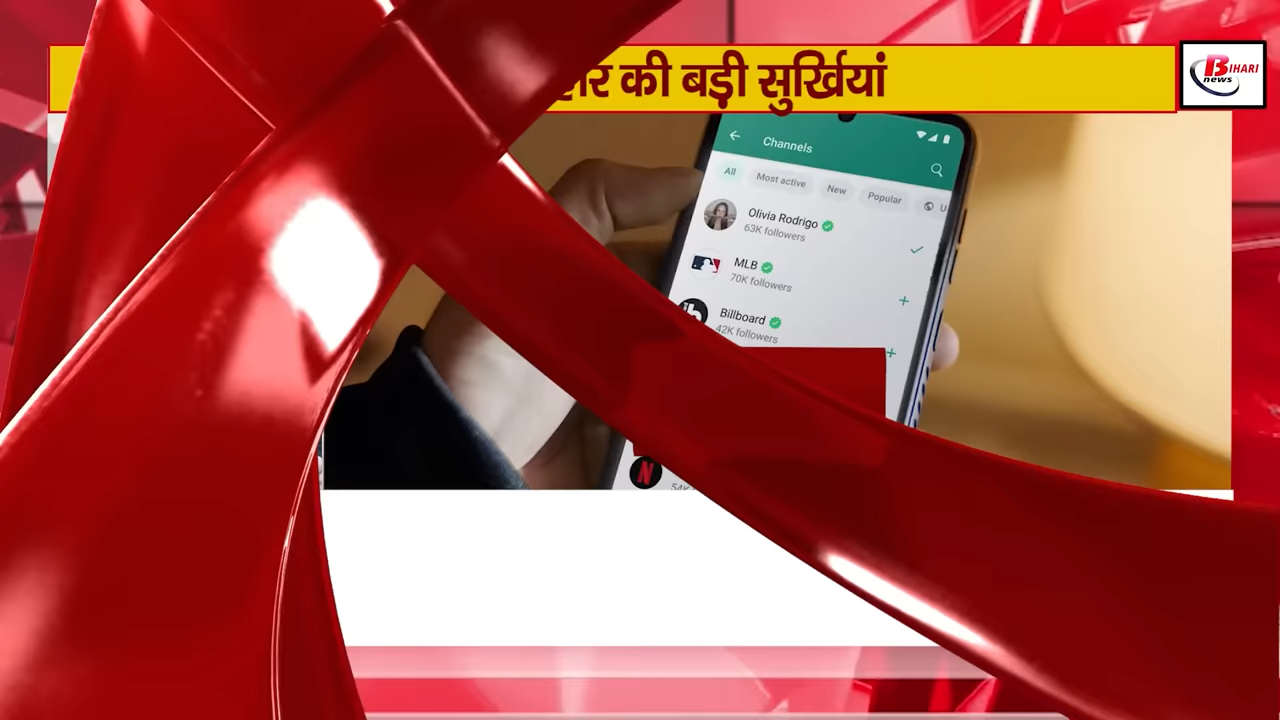 की बड़ी सुर्खियां
BIHARI
news
Channels
All
Most active
New
Popular
Olivia Rodrigo
63K followers
MLB
70K followers
Billboard
42K followers
N